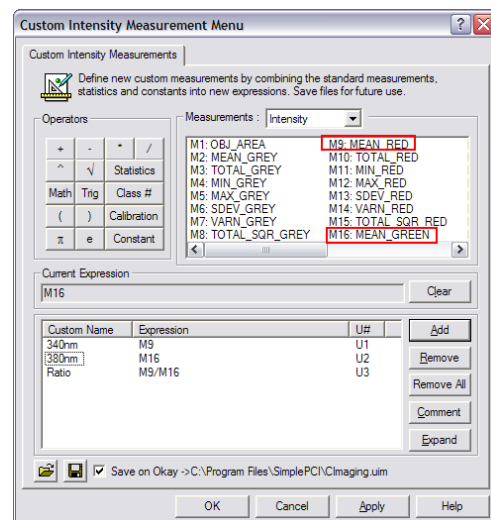 Custom Intensity Measurement Menu
?
X
Custom Intensity Measurements
Define new custom measurements by combining the standard measurements,
statistics and constants into new expressions. Save files for future use.
Operators
+ - * /
^ √ Statistics
Math Trig Class #
( ) Calibration
π e Constant
Measurements : Intensity
M1: OBJ_AREA M9: MEAN_RED
M2: MEAN_GREY M10: TOTAL_RED
M3: TOTAL_GREY M11: MIN_RED
M4: MIN_GREY M12: MAX_RED
M5: MAX_GREY M13: SDEV_RED
M6: SDEV_GREY M14: VARN_RED
M7: VARN_GREY M15: TOTAL_SQR_RED
M8: TOTAL_SQR_GREY M16: MEAN_GREEN
Current Expression
M16
Clear
Custom Name Expression U#
340nm M9 U1
380nm M16 U2
Ratio M9/M16 U3
Add
Remove
Remove All
Comment
Expand
Save on Okay ->C:\Program Files\SimplePCI\CImaging.uim
OK Cancel Apply Help